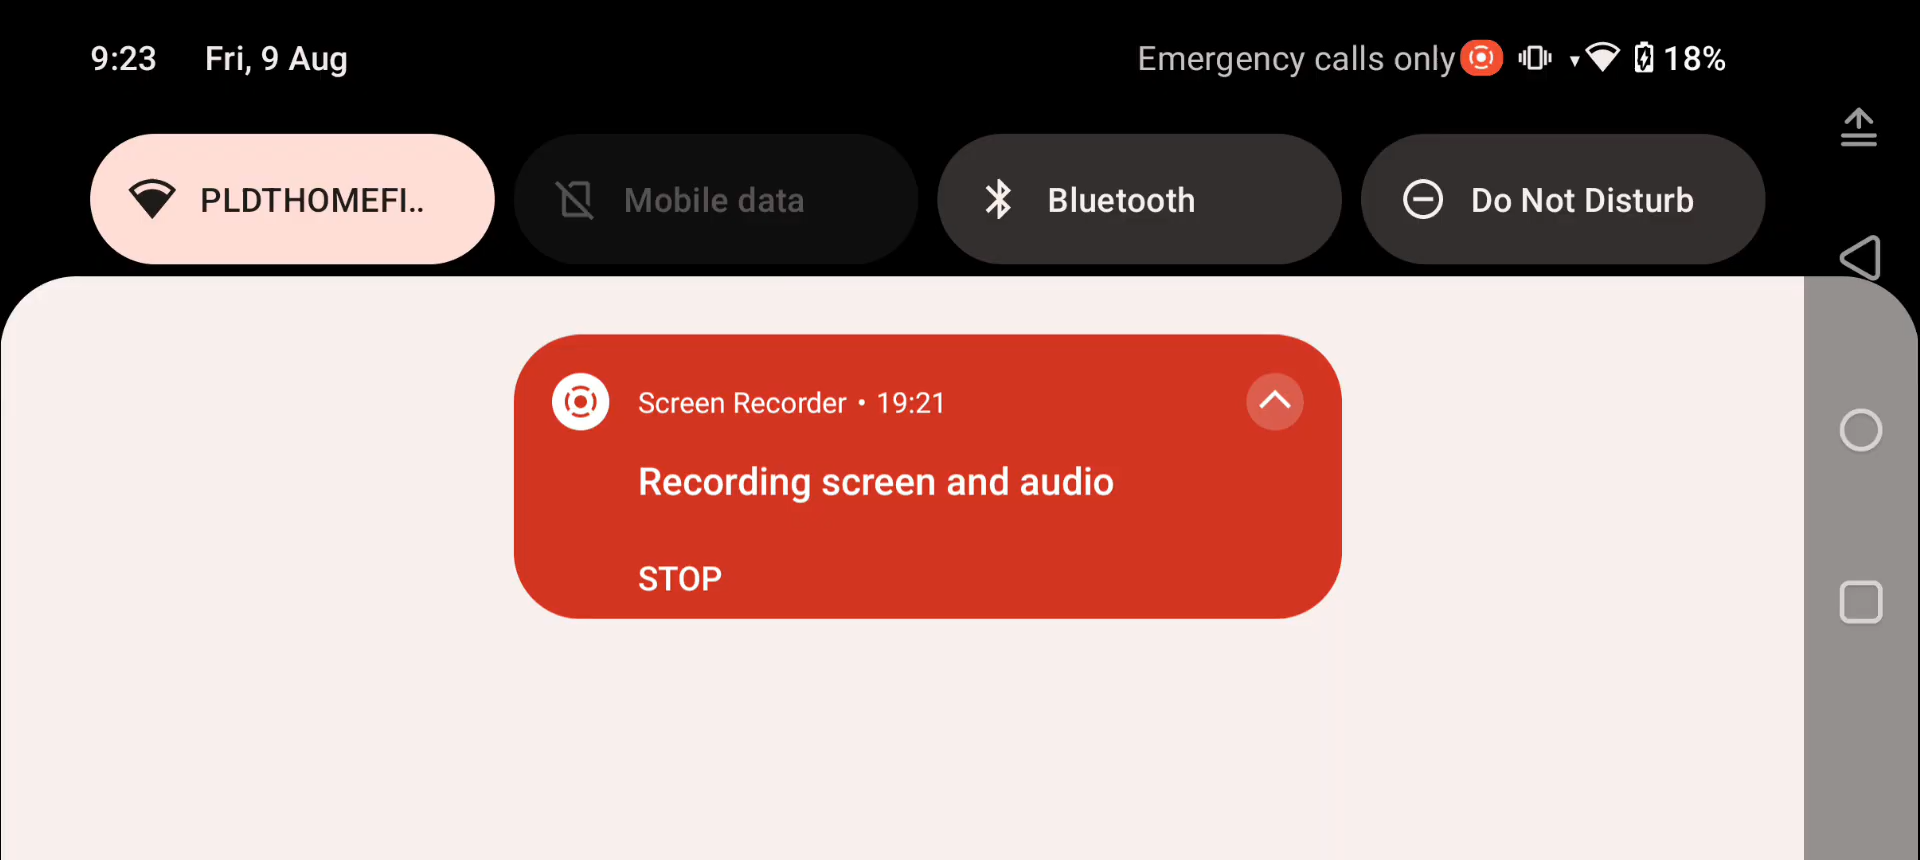 9:23 Fri, 9 Aug Emergency calls only 18%
PLDTHOMEFI.. Mobile data Bluetooth Do Not Disturb
Screen Recorder • 19:21
Recording screen and audio
STOP